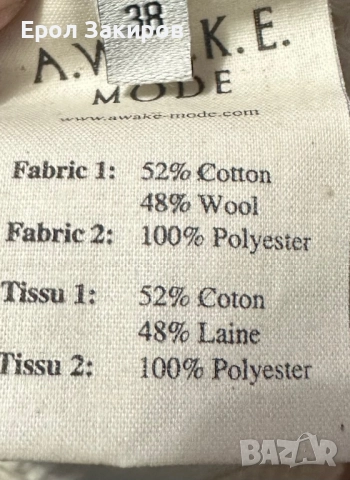 Ерол Закиров
38
A.W.A.K.E.
MODE
www.awake-mode.com
Fabric 1: 52% Cotton
48% Wool
Fabric 2: 100% Polyester
Tissu 1: 52% Coton
48% Laine
Tissu 2: 100% Polyester
BAZAR